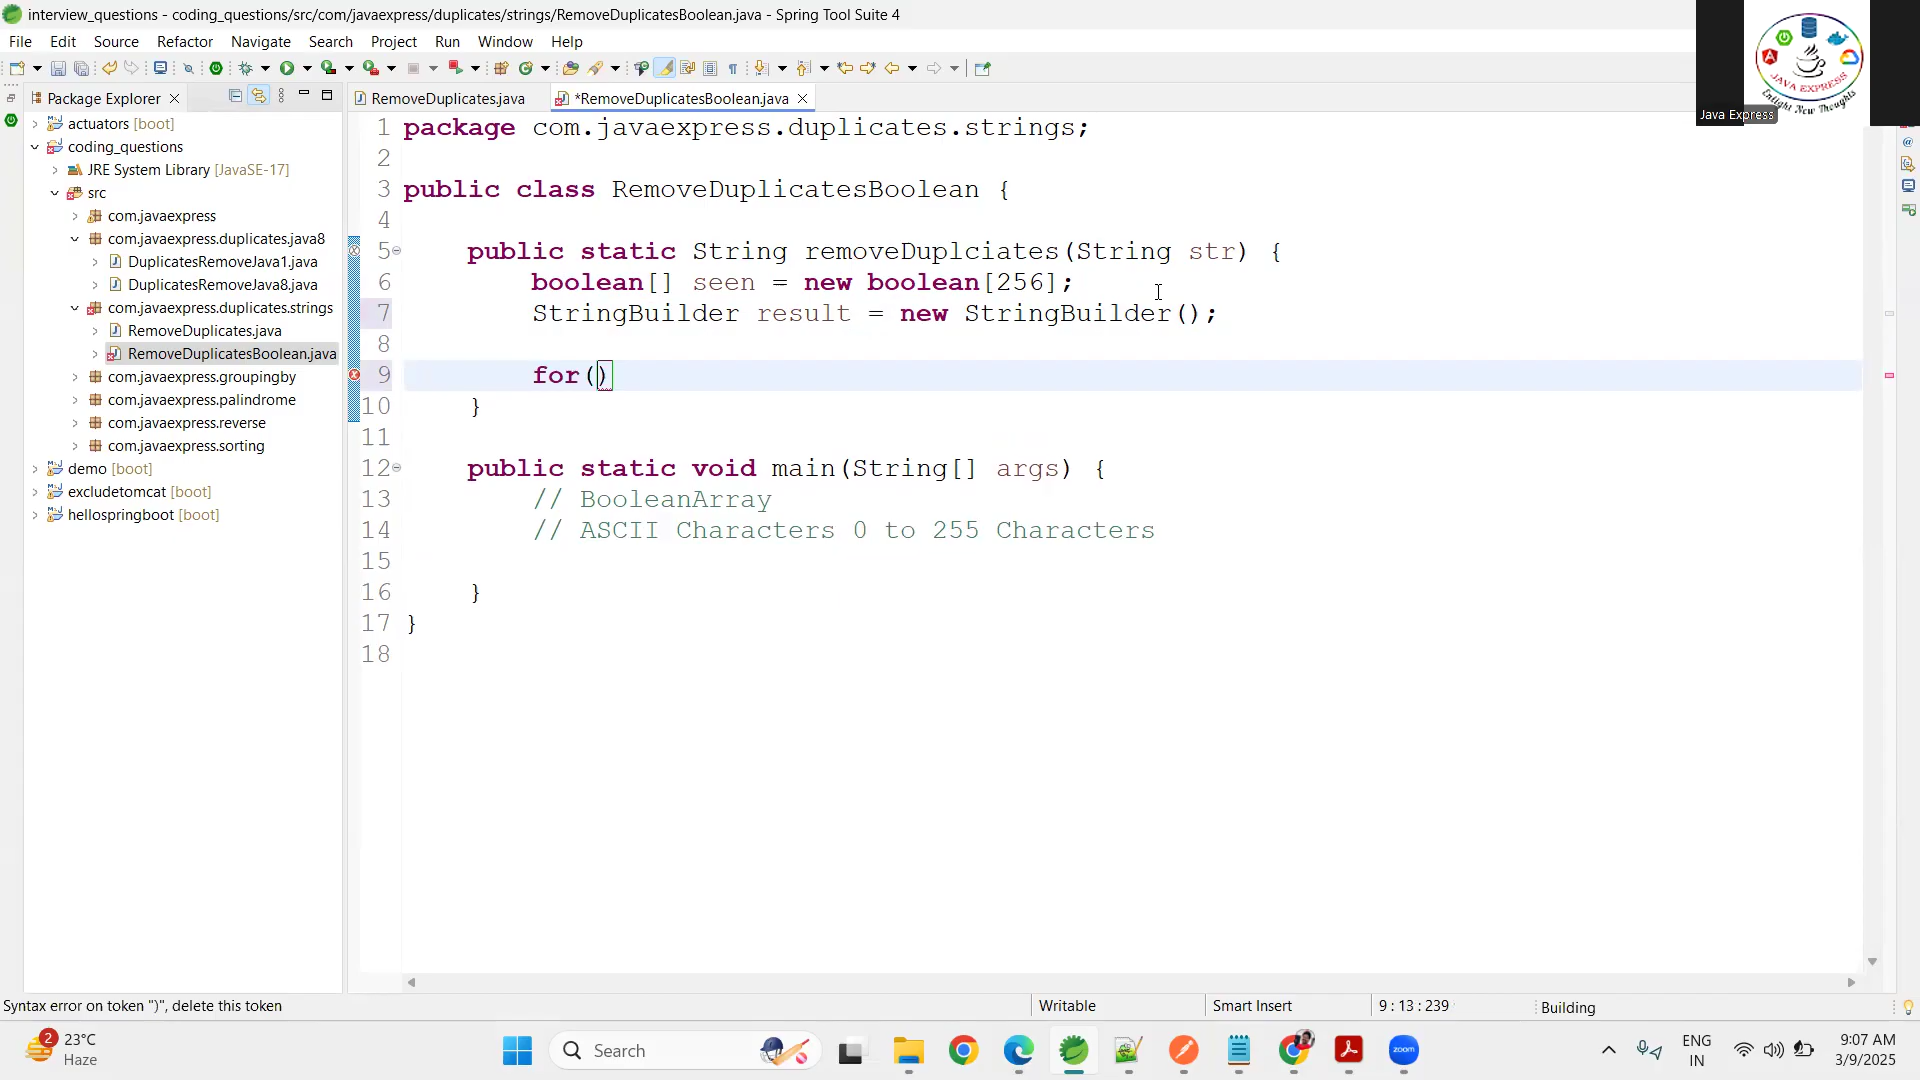 interview_questions - coding_questions/src/com/javaexpress/duplicates/strings/RemoveDuplicatesBoolean.java - Spring Tool Suite 4
File Edit Source Refactor Navigate Search Project Run Window Help
JAVA EXPRESS
Enlight New Thoughts
Java Express
Package Explorer
RemoveDuplicates.java
*RemoveDuplicatesBoolean.java
actuators [boot]
coding_questions
JRE System Library [JavaSE-17]
src
com.javaexpress
com.javaexpress.duplicates.java8
DuplicatesRemoveJava1.java
DuplicatesRemoveJava8.java
com.javaexpress.duplicates.strings
RemoveDuplicates.java
RemoveDuplicatesBoolean.java
com.javaexpress.groupingby
com.javaexpress.palindrome
com.javaexpress.reverse
com.javaexpress.sorting
demo [boot]
excludetomcat [boot]
hellospringboot [boot]
1 package com.javaexpress.duplicates.strings;
2
3 public class RemoveDuplicatesBoolean {
4
5 public static String removeDuplciates(String str) {
6 boolean[] seen = new boolean[256];
7 StringBuilder result = new StringBuilder();
8
9 for()
10 }
11
12 public static void main(String[] args) {
13 // BooleanArray
14 // ASCII Characters 0 to 255 Characters
15
16 }
17 }
18
Syntax error on token ")", delete this token
Writable
Smart Insert
9 : 13 : 239
Building
2
23°C
Haze
Search
zoom
ENG
IN
9:07 AM
3/9/2025